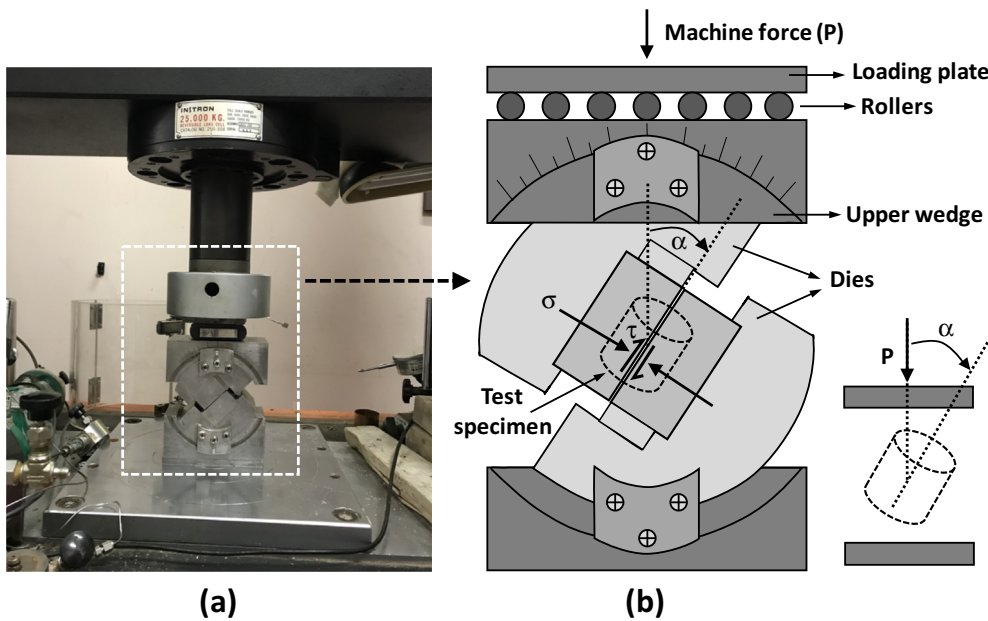 Machine force (P)
Loading plate
Rollers
Upper wedge
Dies
α
σ
τ
Test
specimen
P
α
INSTRON
25,000 KG.
(a)
(b)